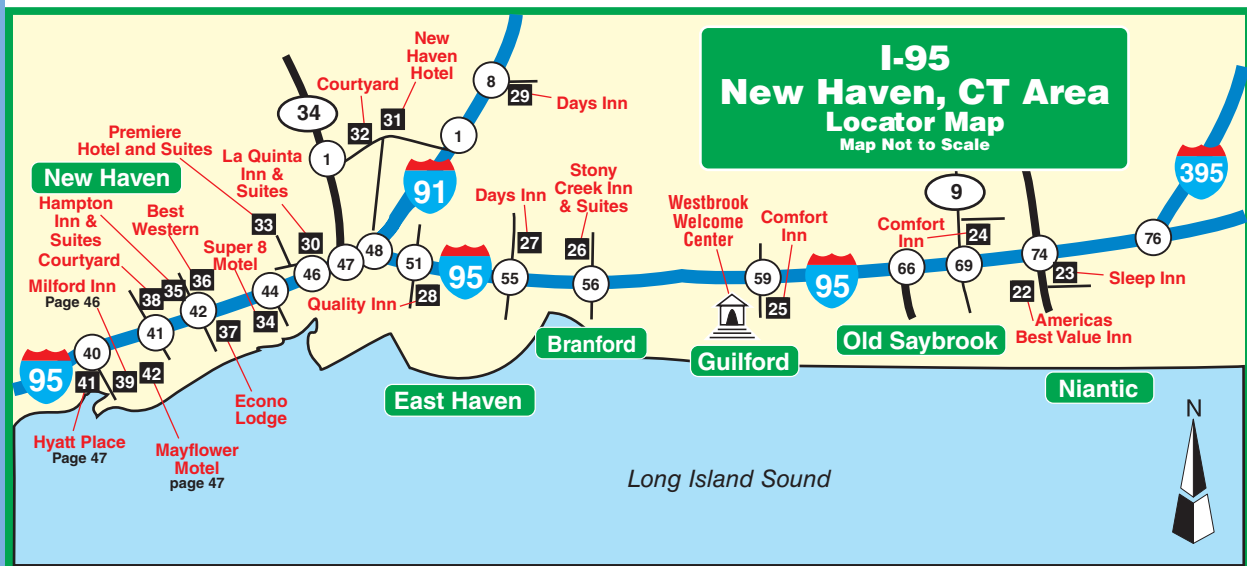 I-95
New Haven, CT Area
Locator Map
Map Not to Scale
New
Haven
Hotel
Courtyard
31
32
8
29
Days Inn
34
1
1
Premiere
Hotel and Suites
La Quinta
Inn &
Suites
New Haven
91
Hampton
Inn &
Suites
Courtyard
Best
Western
33
30
Super 8
Motel
Milford Inn
Page 46
38
35
36
40
41
42
44
46
47
48
51
37
34
95
41
39
42
Econo
Lodge
Hyatt Place
Page 47
Mayflower
Motel
page 47
Quality Inn
28
95
Days Inn
27
55
Stony
Creek Inn
& Suites
26
56
Westbrook
Welcome
Center
Comfort
Inn
59
25
95
9
Comfort
Inn
24
66
69
74
76
395
23
Sleep Inn
22
Americas
Best Value Inn
East Haven
Branford
Guilford
Old Saybrook
Niantic
Long Island Sound
N